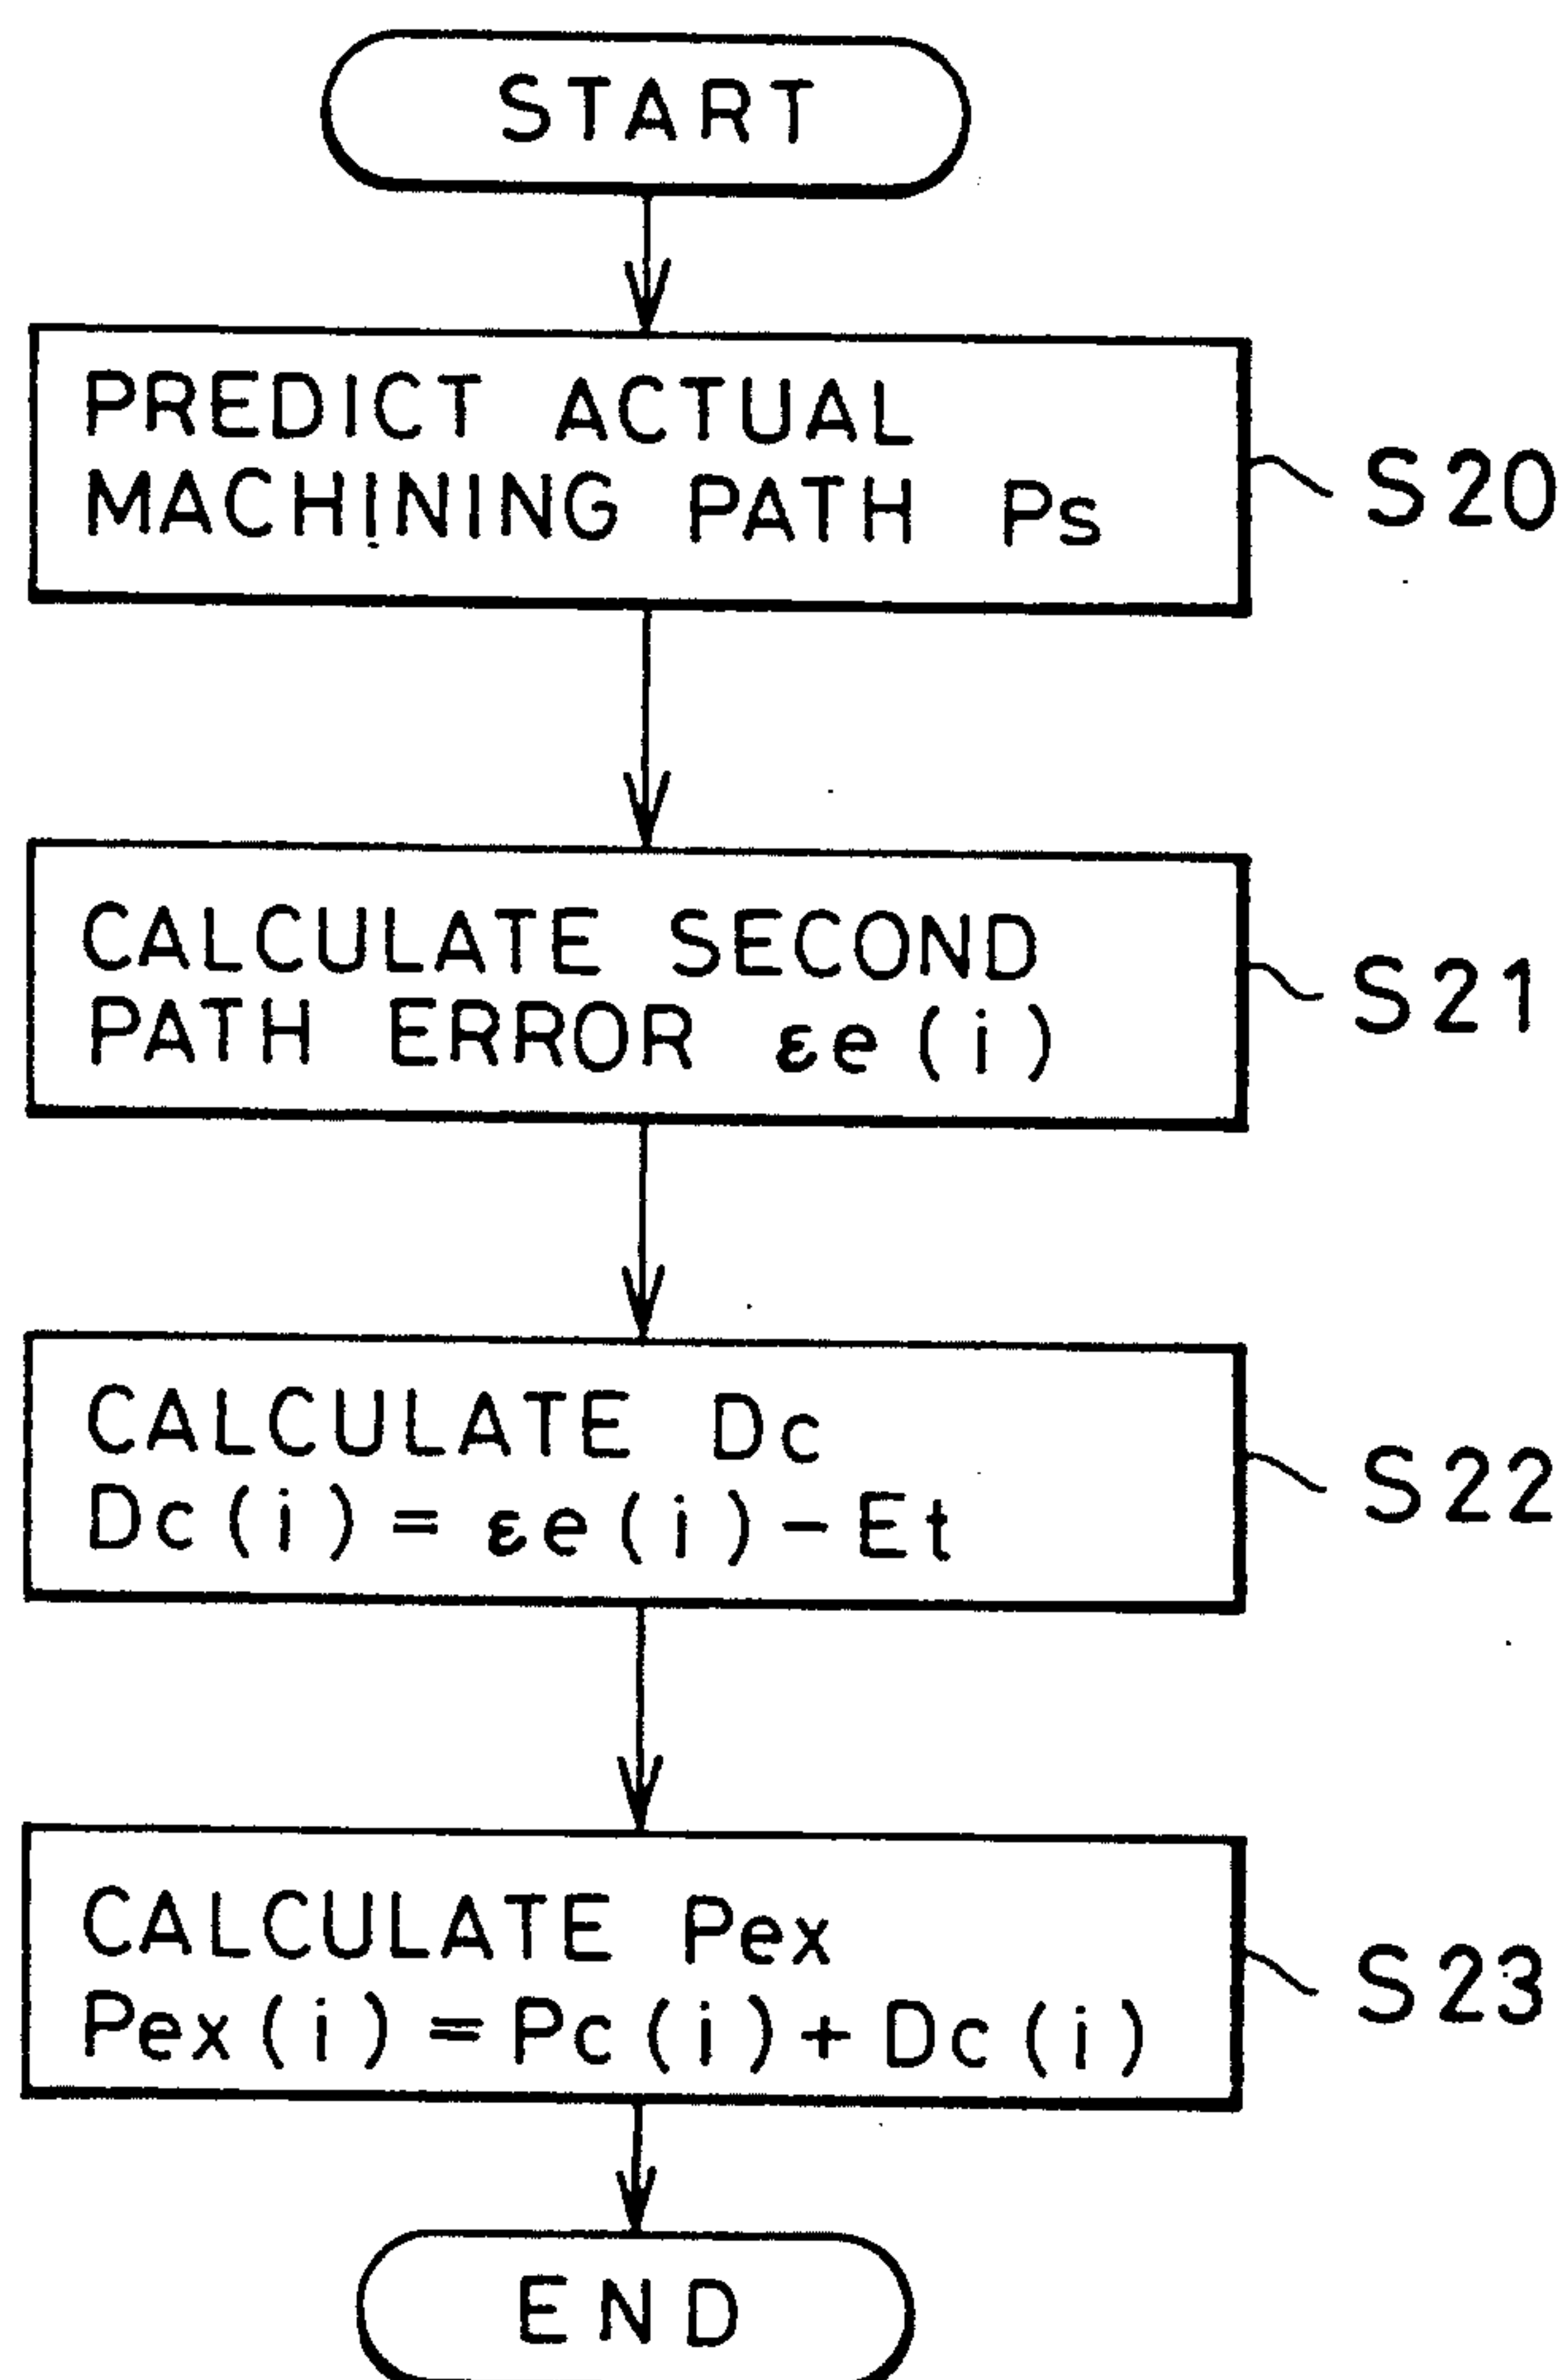 START
PREDICT ACTUAL
MACHINING PATH Ps
S20
CALCULATE SECOND
PATH ERROR εe(i)
S21
CALCULATE Dc
Dc(i)=εe(i)-Et
S22
CALCULATE Pex
Pex(i)=Pc(i)+Dc(i)
S23
END